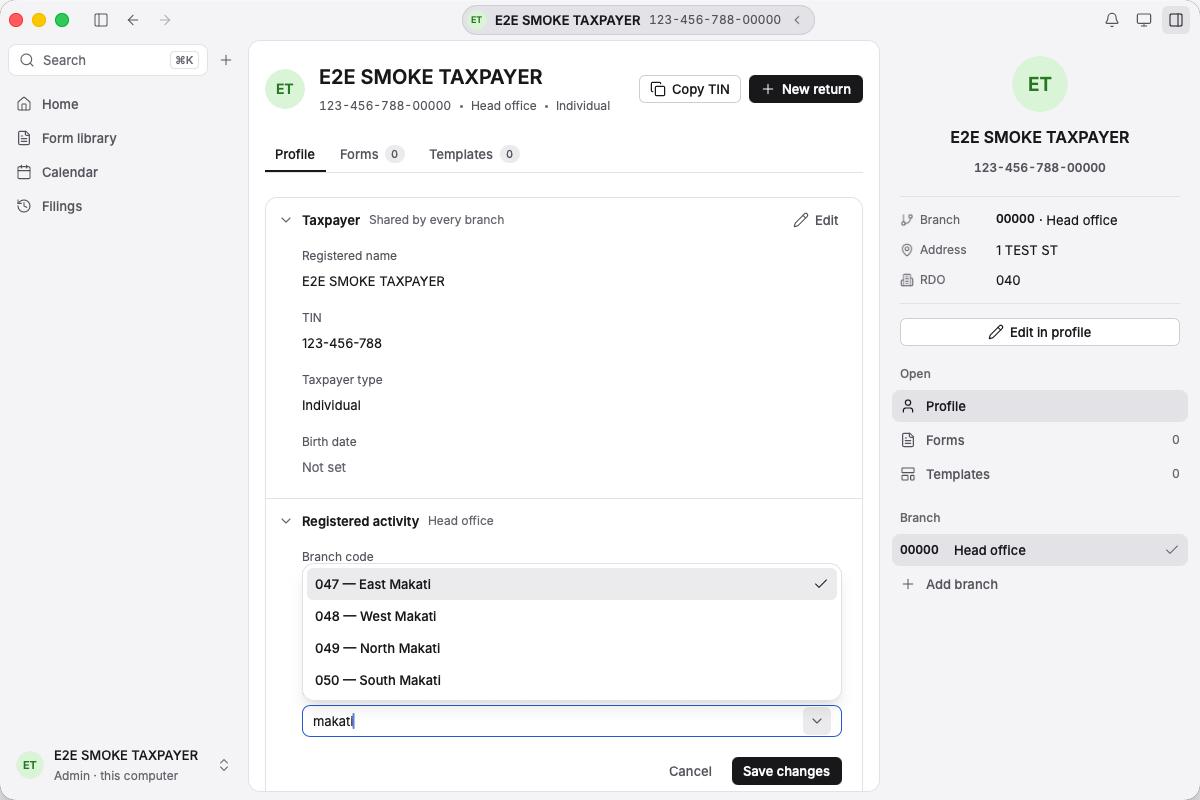 ET E2E SMOKE TAXPAYER 123-456-788-00000
Search ⌘K
Home
Form library
Calendar
Filings
ET
E2E SMOKE TAXPAYER
Admin · this computer
ET
E2E SMOKE TAXPAYER
123-456-788-00000 • Head office • Individual
Copy TIN
New return
Profile
Forms 0
Templates 0
Taxpayer Shared by every branch
Edit
Registered name
E2E SMOKE TAXPAYER
TIN
123-456-788
Taxpayer type
Individual
Birth date
Not set
Registered activity Head office
Branch code
047 — East Makati
048 — West Makati
049 — North Makati
050 — South Makati
makati
Cancel
Save changes
ET
E2E SMOKE TAXPAYER
123-456-788-00000
Branch 00000 · Head office
Address 1 TEST ST
RDO 040
Edit in profile
Open
Profile
Forms 0
Templates 0
Branch
00000 Head office
Add branch